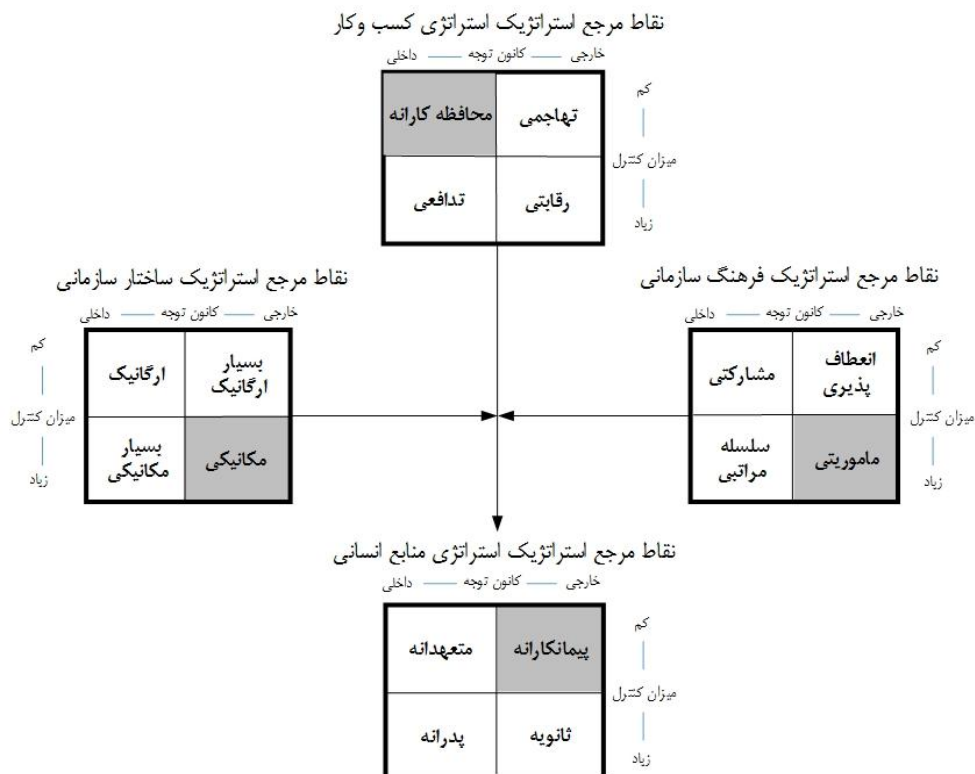 نقاط مرجع استراتژیک استراتژی کسب وکار
خارجی کانون توجه داخلی
محافظه کارانه
تهاجمی
تدافعی
رقابتی
کم
میزان کنترل
زیاد
نقاط مرجع استراتژیک فرهنگ سازمانی
خارجی کانون توجه داخلی
انعطاف
پذیری
مشارکتی
ماموریتی
سلسله
مراتبی
کم
میزان کنترل
زیاد
نقاط مرجع استراتژیک ساختار سازمانی
خارجی کانون توجه داخلی
بسیار
ارگانیک
ارگانیک
مکانیکی
بسیار
مکانیکی
کم
میزان کنترل
زیاد
نقاط مرجع استراتژیک استراتژی منابع انسانی
خارجی کانون توجه داخلی
پیمانکارانه
متعهدانه
ثانویه
پدرانه
کم
میزان کنترل
زیاد